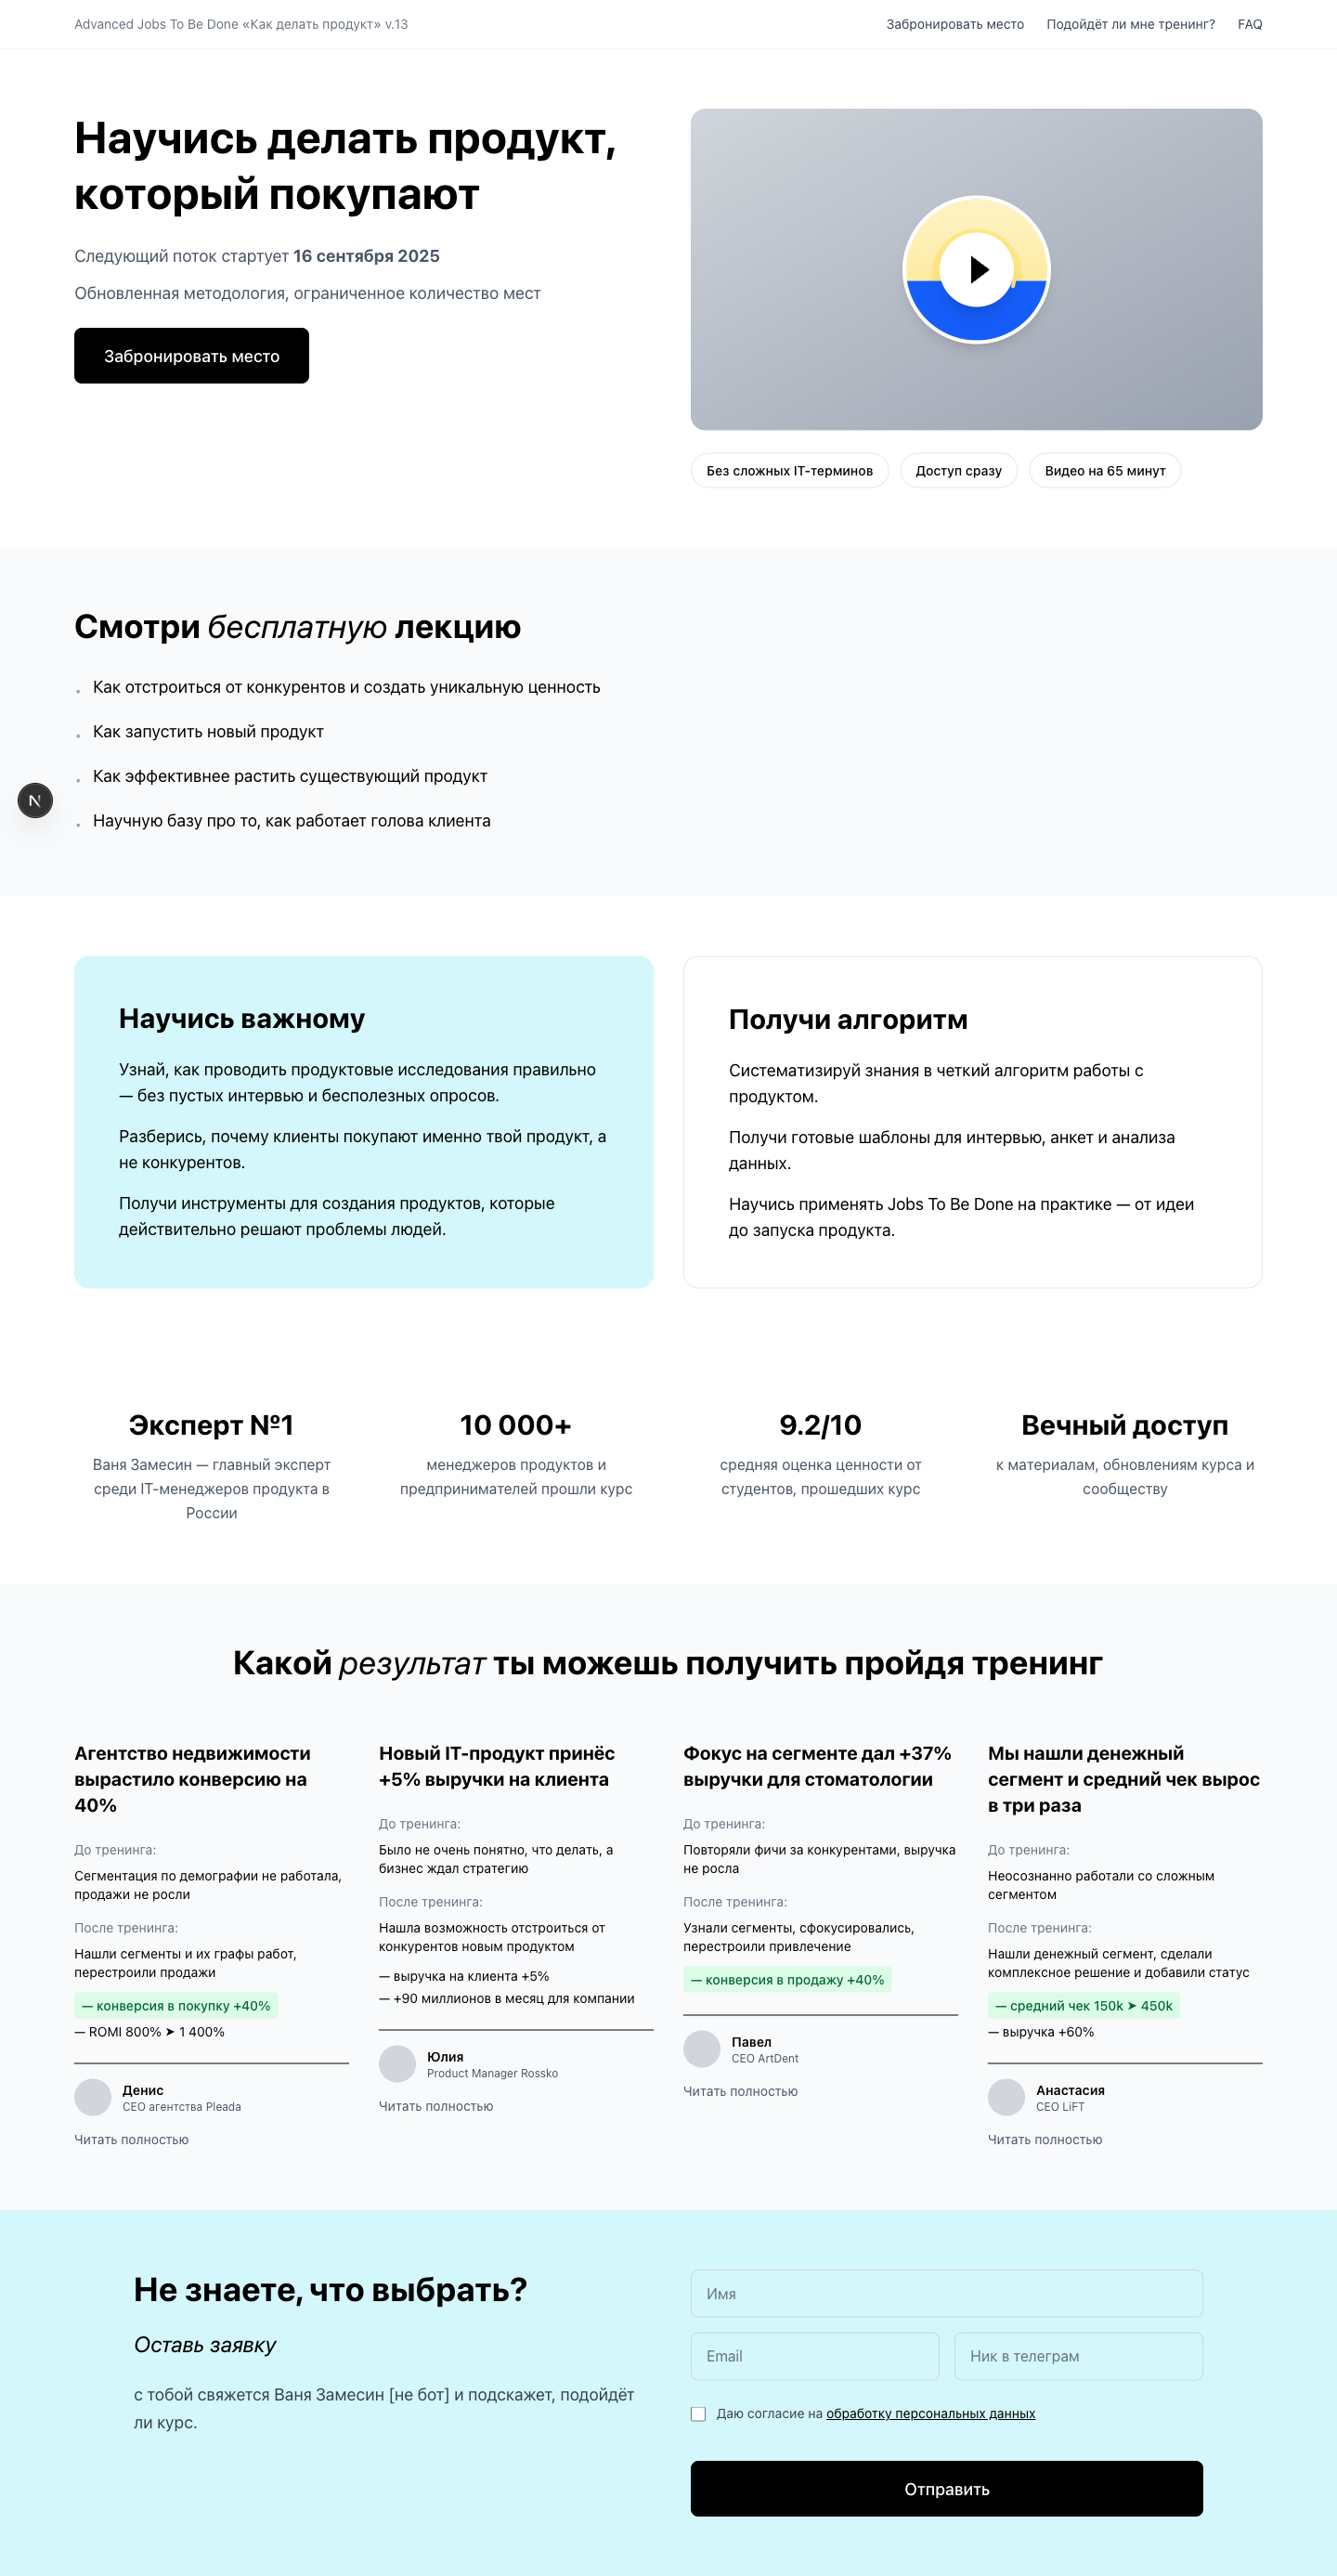 Advanced Jobs To Be Done «Как делать продукт» v.13
Забронировать место
Подойдёт ли мне тренинг?
FAQ
Научись делать продукт,
который покупают
Следующий поток стартует 16 сентября 2025
Обновленная методология, ограниченное количество мест
Забронировать место
Без сложных IT-терминов
Доступ сразу
Видео на 65 минут
Смотри бесплатную лекцию
Как отстроиться от конкурентов и создать уникальную ценность
Как запустить новый продукт
Как эффективнее растить существующий продукт
N
Научную базу про то, как работает голова клиента
Научись важному
Узнай, как проводить продуктовые исследования правильно
— без пустых интервью и бесполезных опросов.
Разберись, почему клиенты покупают именно твой продукт, а
не конкурентов.
Получи инструменты для создания продуктов, которые
действительно решают проблемы людей.
Получи алгоритм
Систематизируй знания в четкий алгоритм работы с
продуктом.
Получи готовые шаблоны для интервью, анкет и анализа
данных.
Научись применять Jobs To Be Done на практике — от идеи
до запуска продукта.
Эксперт №1
Ваня Замесин — главный эксперт
среди IT-менеджеров продукта в
России
10 000+
менеджеров продуктов и
предпринимателей прошли курс
9.2/10
средняя оценка ценности от
студентов, прошедших курс
Вечный доступ
к материалам, обновлениям курса и
сообществу
Какой результат ты можешь получить пройдя тренинг
Агентство недвижимости
вырастило конверсию на
40%
До тренинга:
Сегментация по демографии не работала,
продажи не росли
После тренинга:
Нашли сегменты и их графы работ,
перестроили продажи
— конверсия в покупку +40%
— ROMI 800% ➤ 1 400%
Денис
CEO агентства Pleada
Читать полностью
Новый IT-продукт принёс
+5% выручки на клиента
До тренинга:
Было не очень понятно, что делать, а
бизнес ждал стратегию
После тренинга:
Нашла возможность отстроиться от
конкурентов новым продуктом
— выручка на клиента +5%
— +90 миллионов в месяц для компании
Юлия
Product Manager Rossko
Читать полностью
Фокус на сегменте дал +37%
выручки для стоматологии
До тренинга:
Повторяли фичи за конкурентами, выручка
не росла
После тренинга:
Узнали сегменты, сфокусировались,
перестроили привлечение
— конверсия в продажу +40%
Павел
CEO ArtDent
Читать полностью
Мы нашли денежный
сегмент и средний чек вырос
в три раза
До тренинга:
Неосознанно работали со сложным
сегментом
После тренинга:
Нашли денежный сегмент, сделали
комплексное решение и добавили статус
— средний чек 150k ➤ 450k
— выручка +60%
Анастасия
CEO LiFT
Читать полностью
Не знаете, что выбрать?
Оставь заявку
с тобой свяжется Ваня Замесин [не бот] и подскажет, подойдёт
ли курс.
Имя
Email
Ник в телеграм
Даю согласие на обработку персональных данных
Отправить